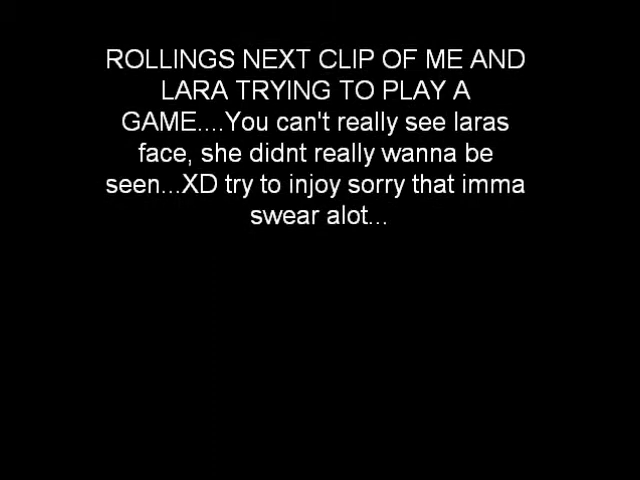 ROLLINGS NEXT CLIP OF ME AND
LARA TRYING TO PLAY A
GAME....You can't really see laras
face, she didnt really wanna be
seen...XD try to injoy sorry that imma
swear alot...